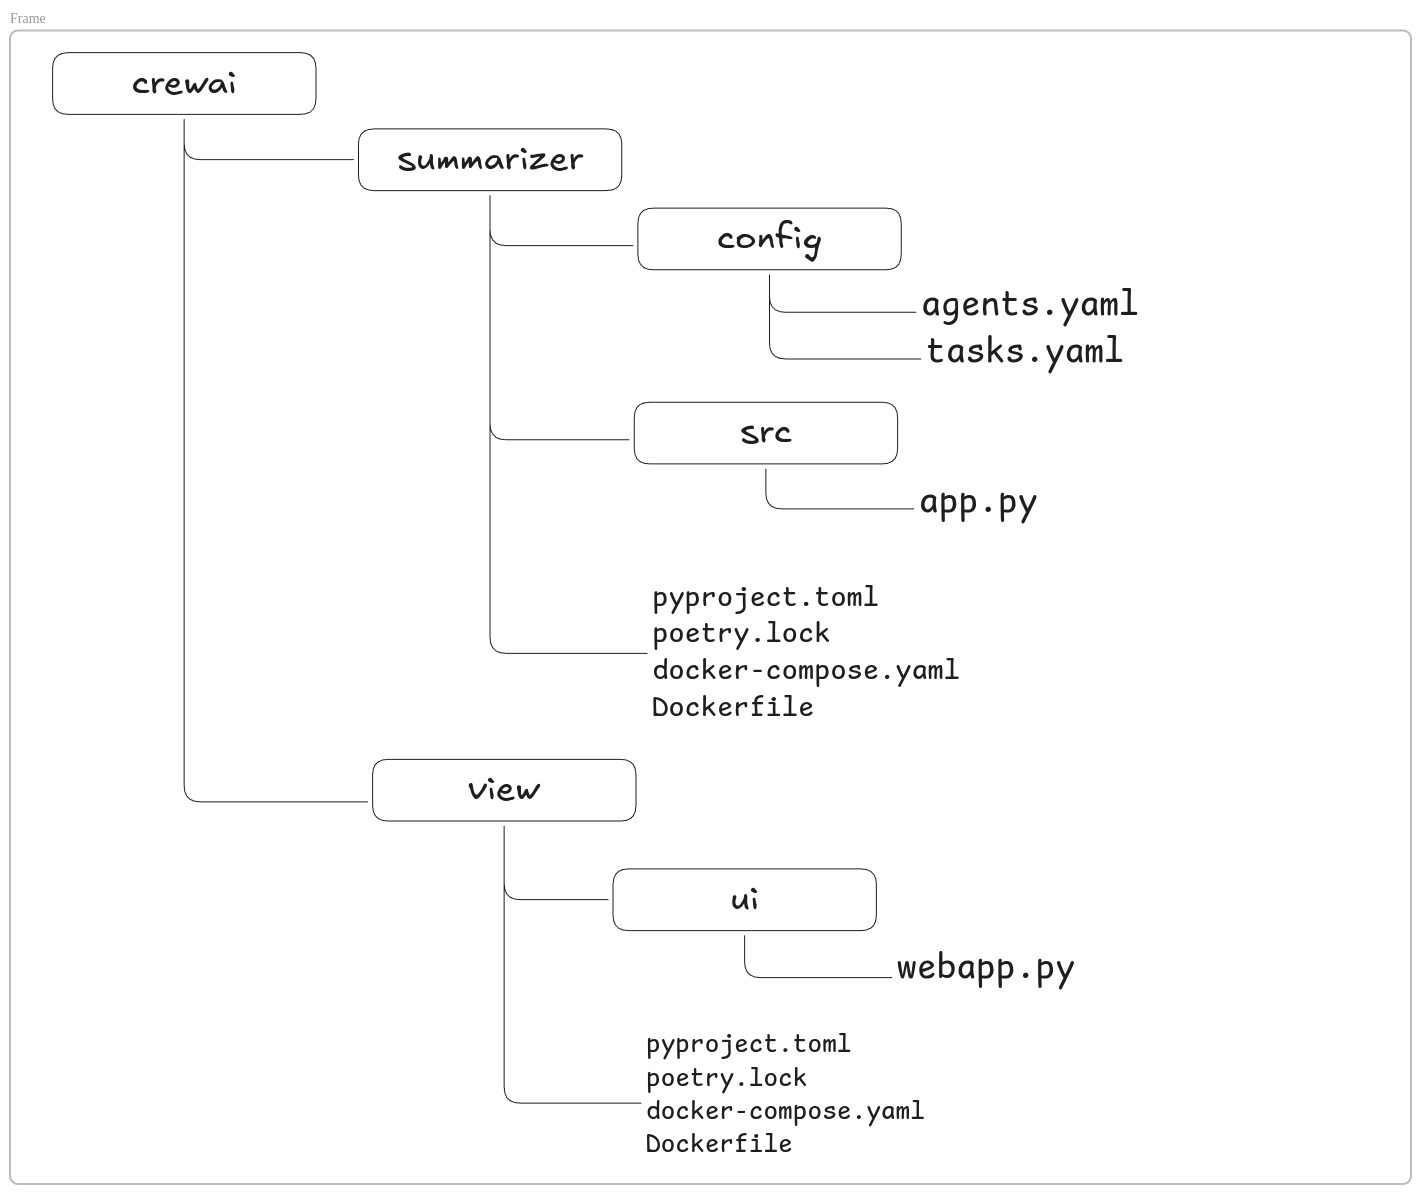 Frame
crewai
summarizer
config
agents.yaml
tasks.yaml
src
app.py
pyproject.toml
poetry.lock
docker-compose.yaml
Dockerfile
view
ui
webapp.py
pyproject.toml
poetry.lock
docker-compose.yaml
Dockerfile